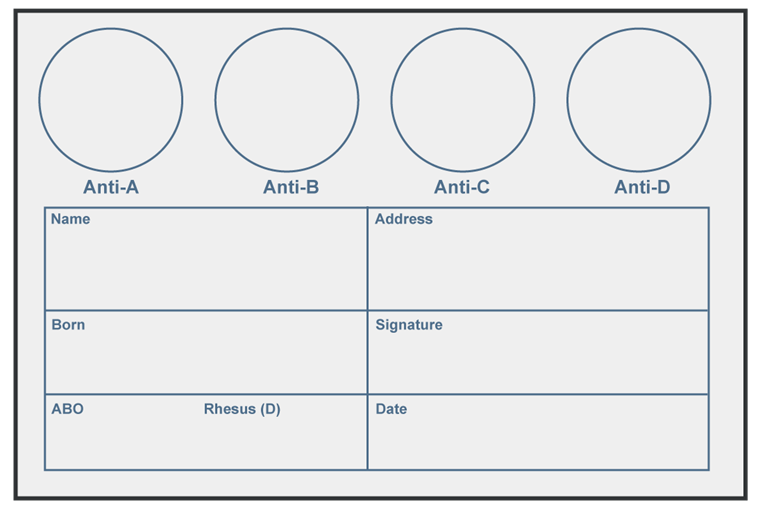 Anti-A Anti-B Anti-C Anti-D
Name Address
Born Signature
ABO Rhesus (D) Date